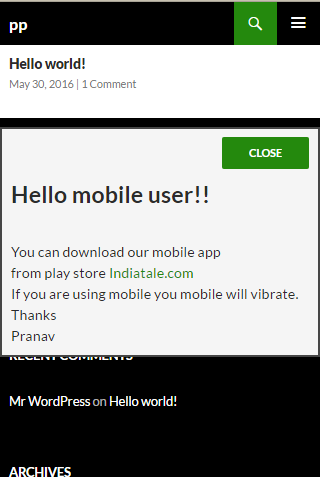 pp
Hello world!
May 30, 2016 | 1 Comment
CLOSE
Hello mobile user!!
You can download our mobile app
from play store Indiatale.com
If you are using mobile you mobile will vibrate.
Thanks
Pranav
RECENT COMMENTS
Mr WordPress on Hello world!
ARCHIVES